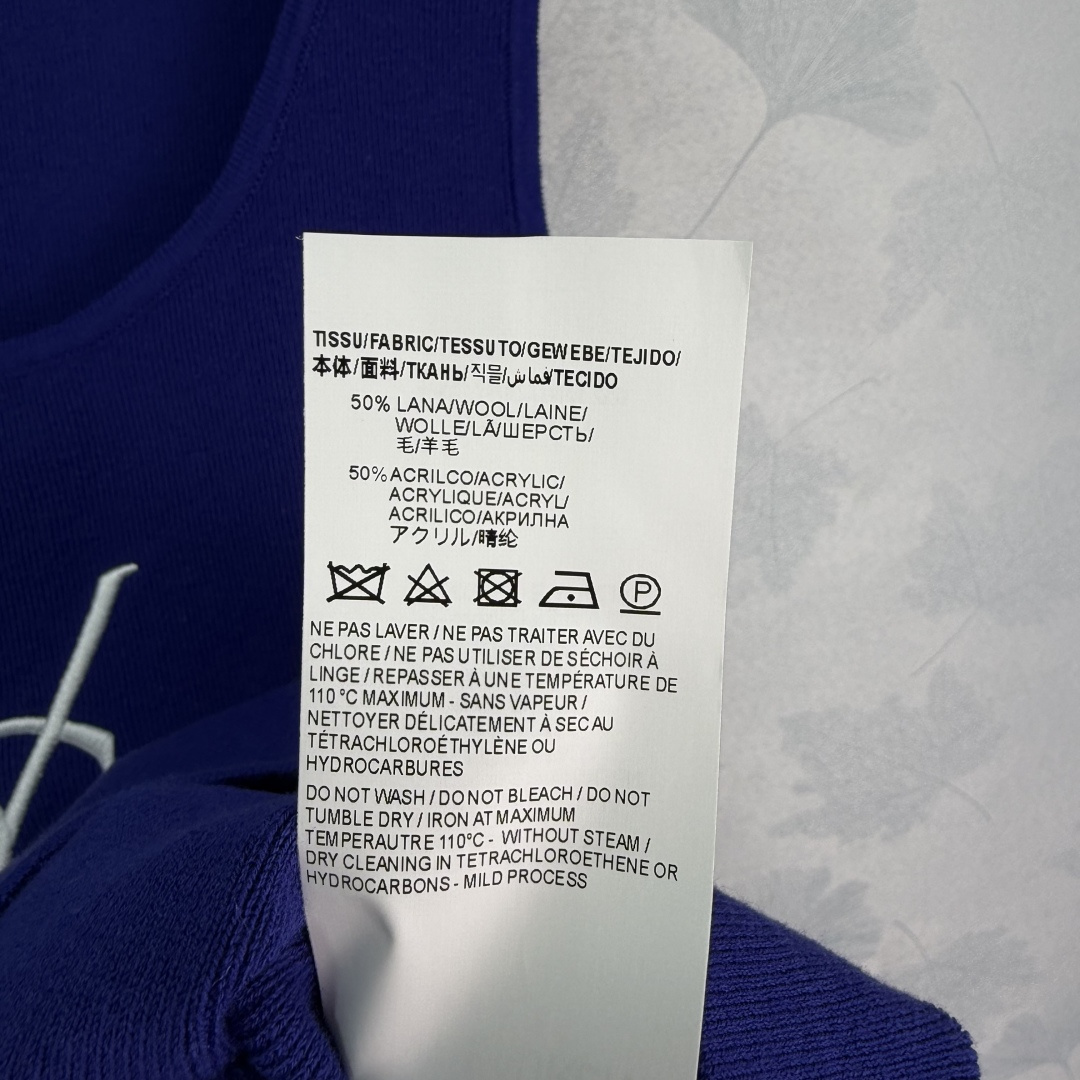 TISSU/FABRIC/TESSUTO/GEWEBE/TEJIDO/
本体/面料/ТКАНЬ/직물/قماش/TECIDO
50% LANA/WOOL/LAINE/
WOLLE/LÃ/ШЕРСТЬ/
毛/羊毛
50% ACRILCO/ACRYLIC/
ACRYLIQUE/ACRYL/
ACRILICO/АКРИЛНА
アクリル/晴纶
P
NE PAS LAVER / NE PAS TRAITER AVEC DU
CHLORE / NE PAS UTILISER DE SÉCHOIR À
LINGE / REPASSER À UNE TEMPÉRATURE DE
110 °C MAXIMUM - SANS VAPEUR /
NETTOYER DÉLICATEMENT À SEC AU
TÉTRACHLOROÉTHYLÈNE OU
HYDROCARBURES
DO NOT WASH / DO NOT BLEACH / DO NOT
TUMBLE DRY / IRON AT MAXIMUM
TEMPERAUTRE 110°C - WITHOUT STEAM /
DRY CLEANING IN TETRACHLOROETHENE OR
HYDROCARBONS - MILD PROCESS